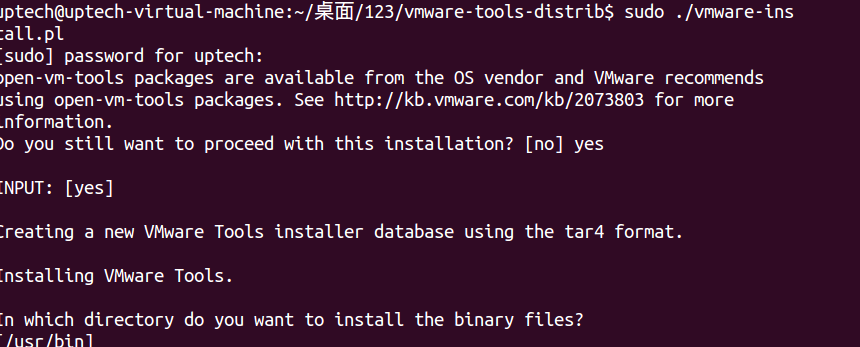 uptech@uptech-virtual-machine:~/桌面/123/vmware-tools-distrib$ sudo ./vmware-ins
tall.pl
[sudo] password for uptech:
open-vm-tools packages are available from the OS vendor and VMware recommends
using open-vm-tools packages. See http://kb.vmware.com/kb/2073803 for more
information.
Do you still want to proceed with this installation? [no] yes
INPUT: [yes]
Creating a new VMware Tools installer database using the tar4 format.
Installing VMware Tools.
In which directory do you want to install the binary files?
[/usr/bin]